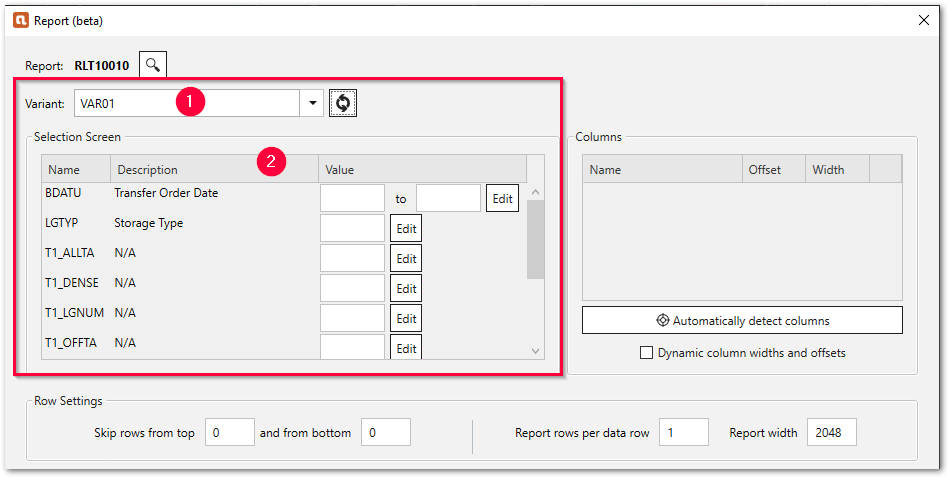 Report (beta)
Report: RLT10010
Variant: VAR01 1
Selection Screen
2
Name Description Value
BDATU Transfer Order Date to Edit
LGTYP Storage Type Edit
T1_ALLTA N/A Edit
T1_DENSE N/A Edit
T1_LGNUM N/A Edit
T1_OFFTA N/A Edit
Columns
Name Offset Width
Automatically detect columns
Dynamic column widths and offsets
Row Settings
Skip rows from top 0 and from bottom 0 Report rows per data row 1 Report width 2048